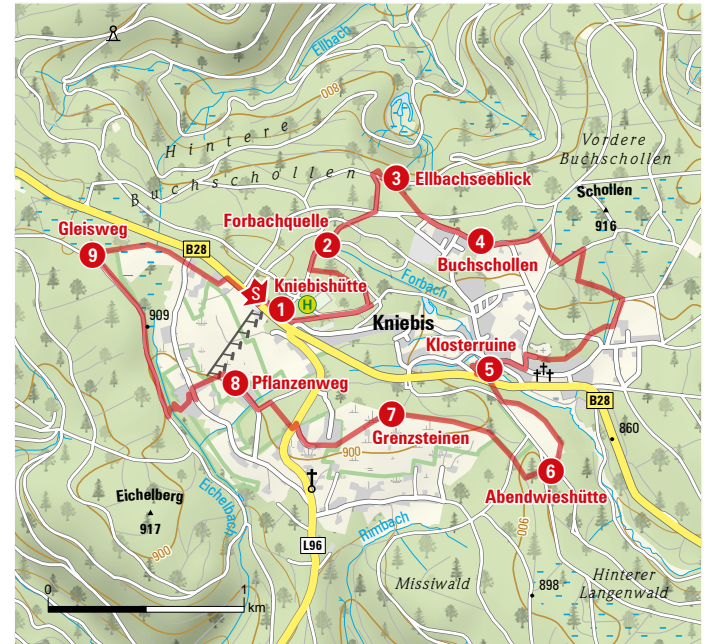 Ellbach
800
Hintere
Buchschollen
Vordere
Buchschollen
3 Ellbachseeblick
Schollen
916
Gleisweg
9
B28
Forbachquelle
2
4
Buchschollen
Forbach
S
Kniebishütte
1
H
909
Kniebis
Klosterruine
5
B28
8 Pflanzenweg
7
Grenzsteinen
860
900
6
Abendwieshütte
Eichelberg
917
Eichelbach
900
Rimbach
900
L96
Missiwald
898
Hinterer
Langenwald
0 1
km